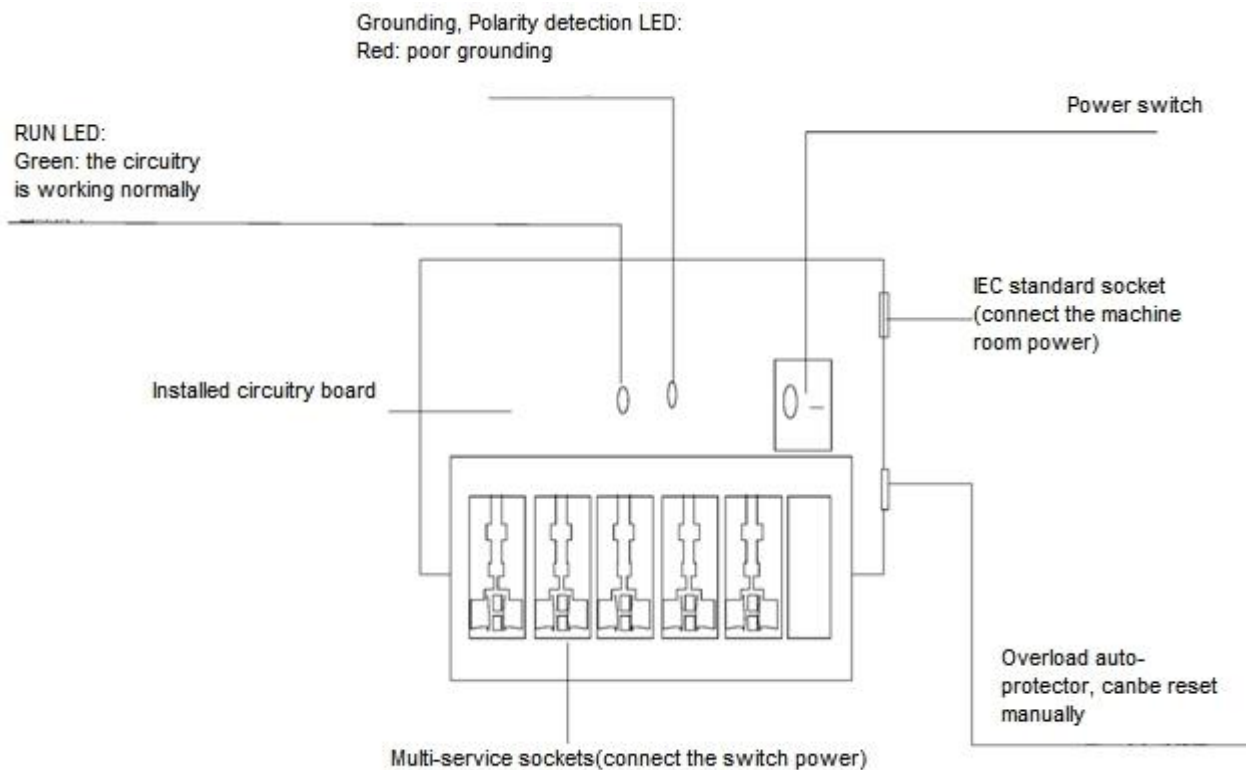 Grounding, Polarity detection LED:
Red: poor grounding
Power switch
RUN LED:
Green: the circuitry
is working normally
IEC standard socket
(connect the machine
room power)
Installed circuitry board
Overload auto-
protector, canbe reset
manually
Multi-service sockets(connect the switch power)